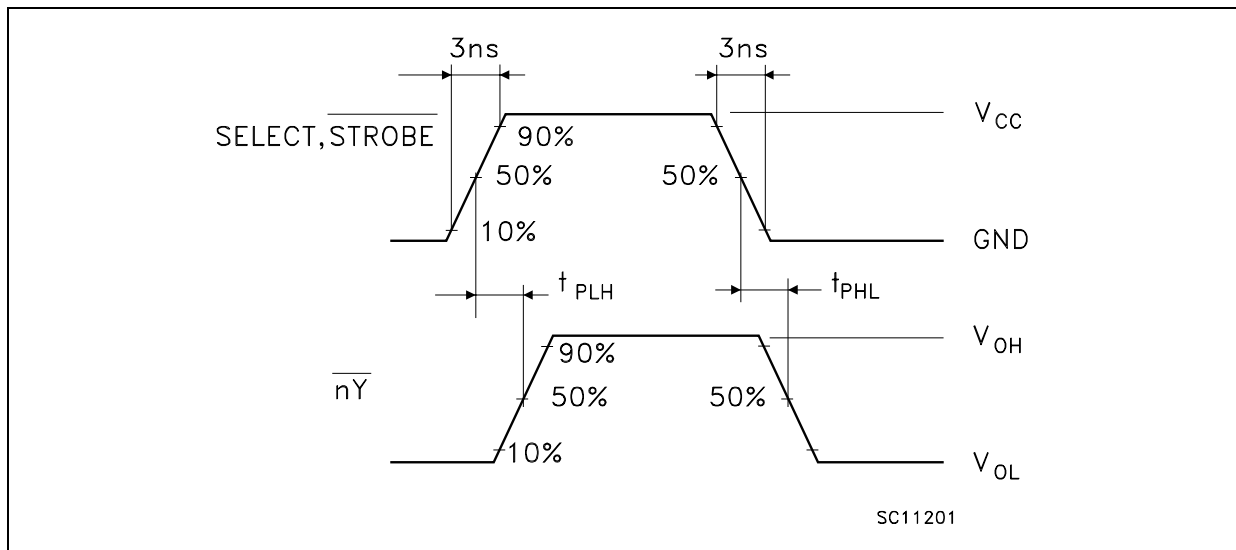 3ns 3ns
SELECT, STROBE 90% V_CC
50% 50%
10% GND
t_PLH t_PHL
90% V_OH
nY 50% 50%
10% V_OL
SC11201